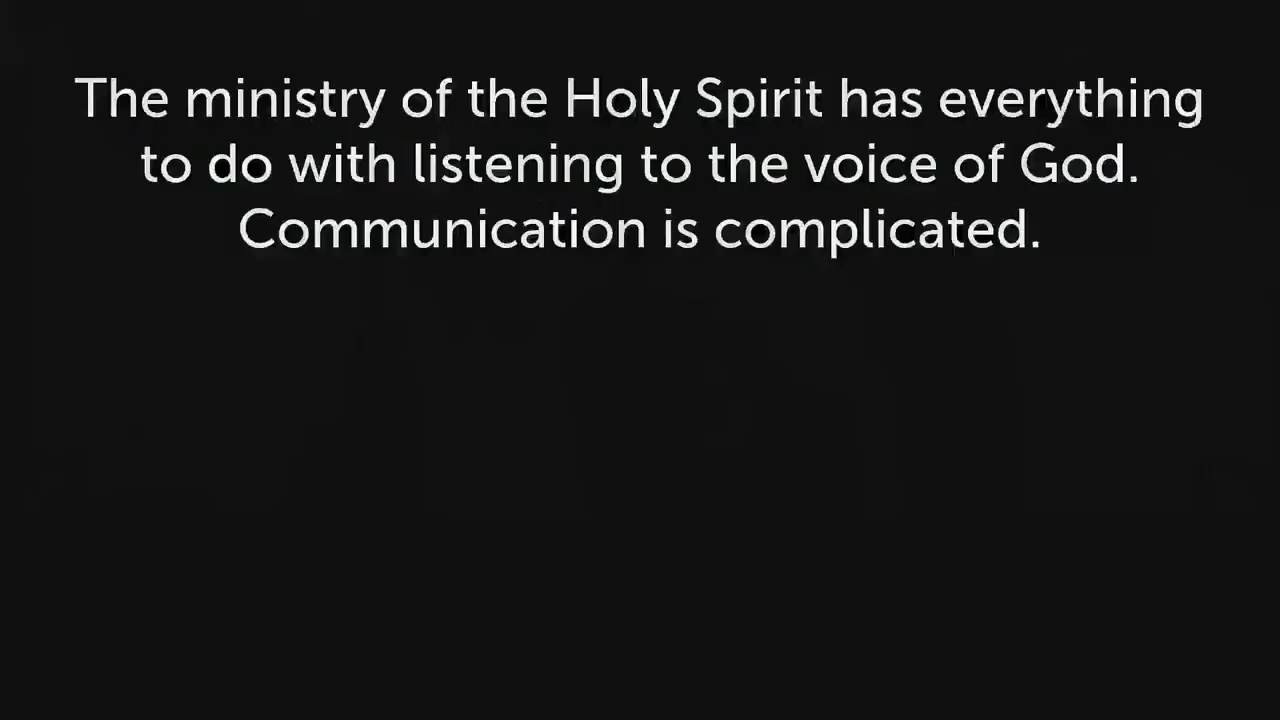 The ministry of the Holy Spirit has everything
to do with listening to the voice of God.
Communication is complicated.